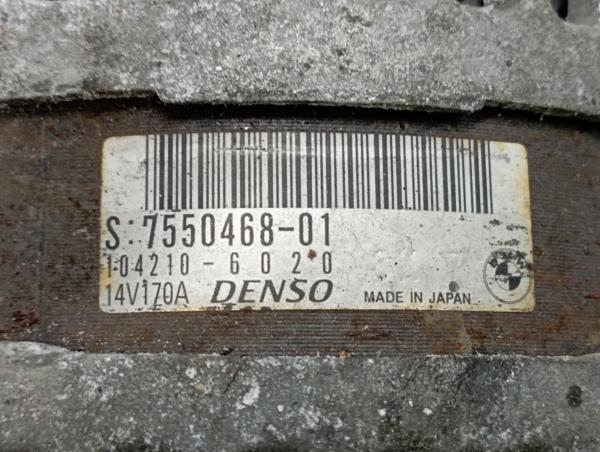 S: 7550468-01
104210-6020
14V170A DENSO MADE IN JAPAN